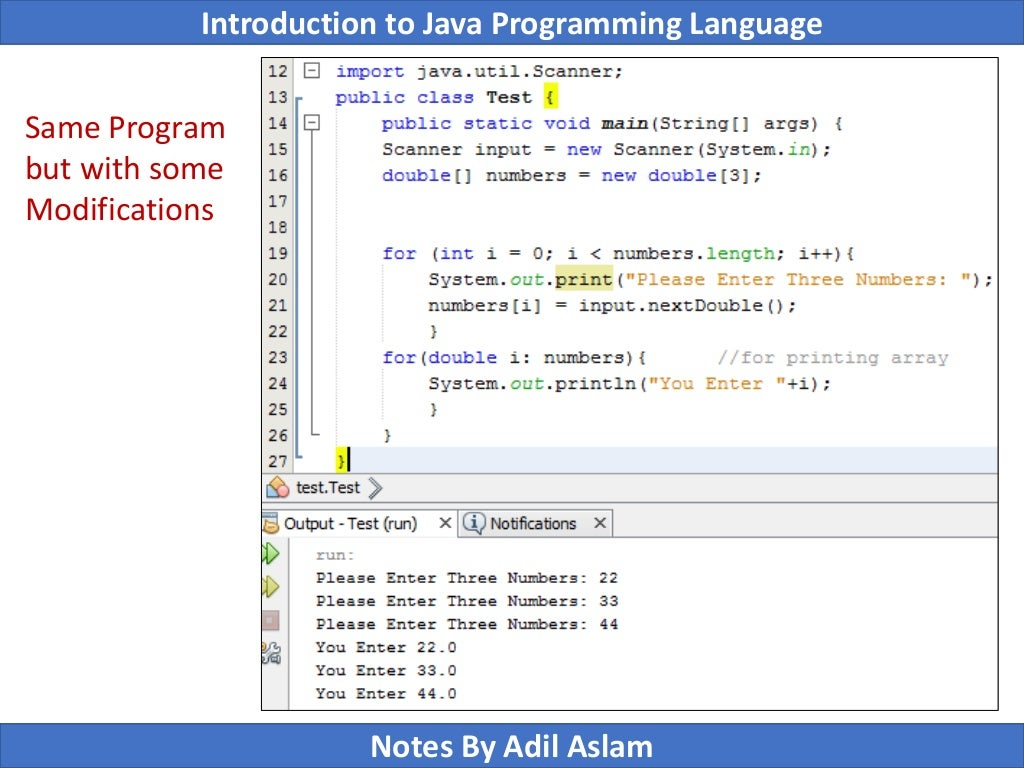 Introduction to Java Programming Language
Same Program
but with some
Modifications
12 import java.util.Scanner;
13 public class Test {
14 public static void main(String[] args) {
15 Scanner input = new Scanner(System.in);
16 double[] numbers = new double[3];
17
18
19 for (int i = 0; i < numbers.length; i++){
20 System.out.print("Please Enter Three Numbers: ");
21 numbers[i] = input.nextDouble();
22 }
23 for(double i: numbers){ //for printing array
24 System.out.println("You Enter "+i);
25 }
26 }
27 }
test.Test
Output - Test (run) Notifications
run:
Please Enter Three Numbers: 22
Please Enter Three Numbers: 33
Please Enter Three Numbers: 44
You Enter 22.0
You Enter 33.0
You Enter 44.0
Notes By Adil Aslam